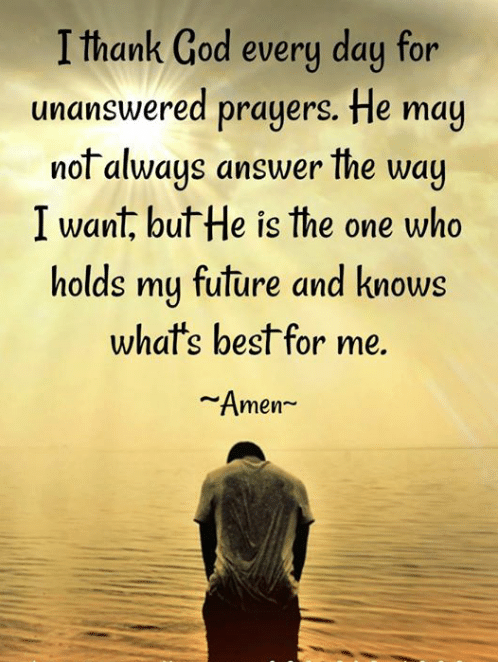 I thank God every day for
unanswered prayers. He may
not always answer the way
I want, but He is the one who
holds my future and knows
what's best for me.
~Amen~